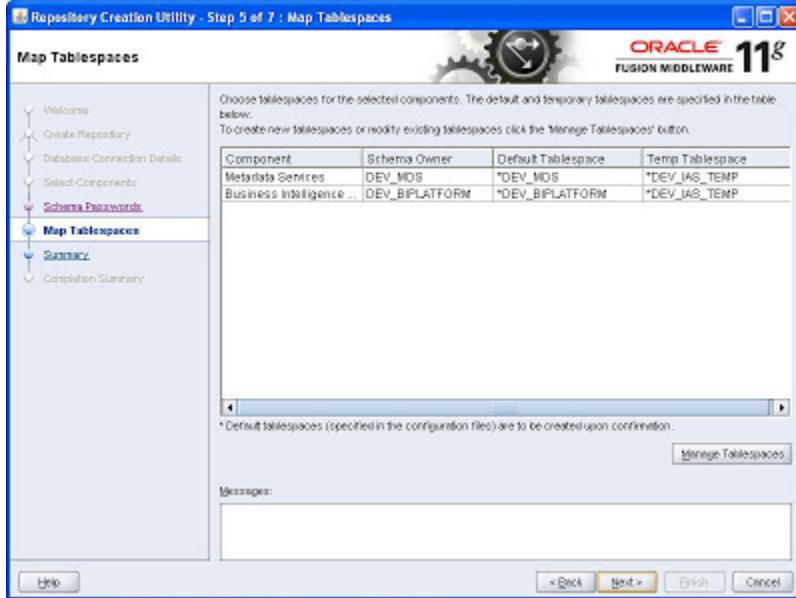 Repository Creation Utility - Step 5 of 7 : Map Tablespaces
Map Tablespaces
ORACLE
FUSION MIDDLEWARE
11g
Welcome
Create Repository
Database Connection Details
Select Components
Schema Passwords
Map Tablespaces
Summary
Completion Summary
Choose tablespaces for the selected components. The default and temporary tablespaces are specified in the table
below.
To create new tablespaces or modify existing tablespaces click the 'Manage Tablespaces' button.
Component Schema Owner Default Tablespace Temp Tablespace
Metadata Services DEV_MDS *DEV_MDS *DEV_IAS_TEMP
Business Intelligence ... DEV_BIPLATFORM *DEV_BIPLATFORM *DEV_IAS_TEMP
* Default tablespaces (specified in the configuration files) are to be created upon confirmation.
Manage Tablespaces
Messages:
Help
< Back
Next >
Finish
Cancel